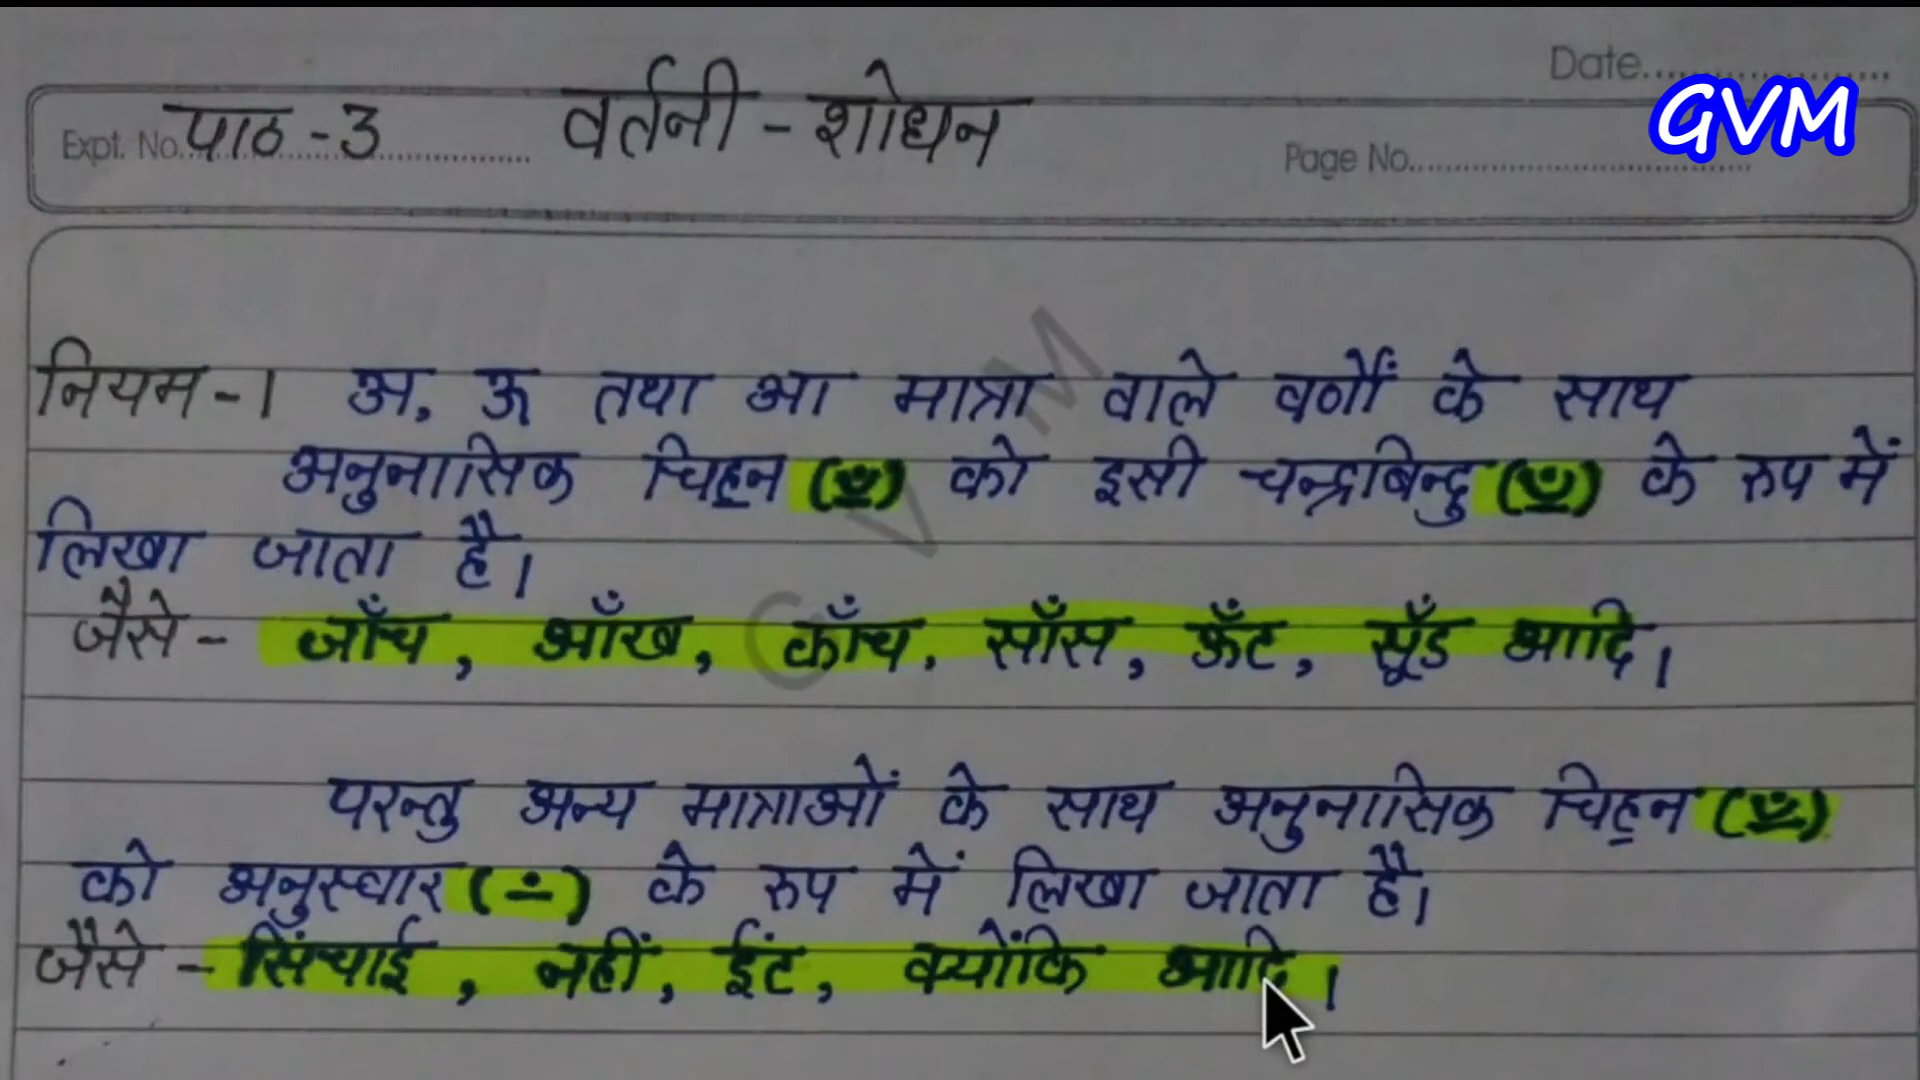 Date
GVM
Expt. No. पाठ - 3 वर्तनी - शोधन
Page No.
नियम - 1 अ, ऊ तथा आ मात्रा वाले वर्णों के साथ
अनुनासिक चिह्न (ँ) को इसी चन्द्रबिन्दु (ँ) के रुप में
लिखा जाता है।
जैसे - जाँच, आँख, काँच, साँस, ऊँट, सूँड आदि।
परन्तु अन्य मात्राओं के साथ अनुनासिक चिह्न (ँ)
को अनुस्वार (ं) के रुप में लिखा जाता है।
जैसे - सिंचाई, नहीं, ईंट, क्योंकि आदि।
G V M